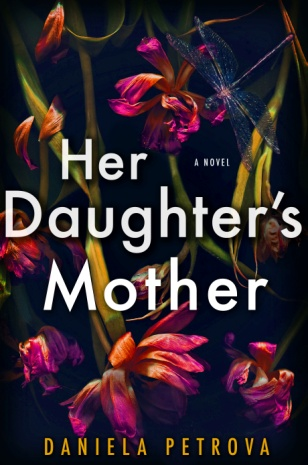 Her
A NOVEL
Daughter's
Mother
DANIELA PETROVA